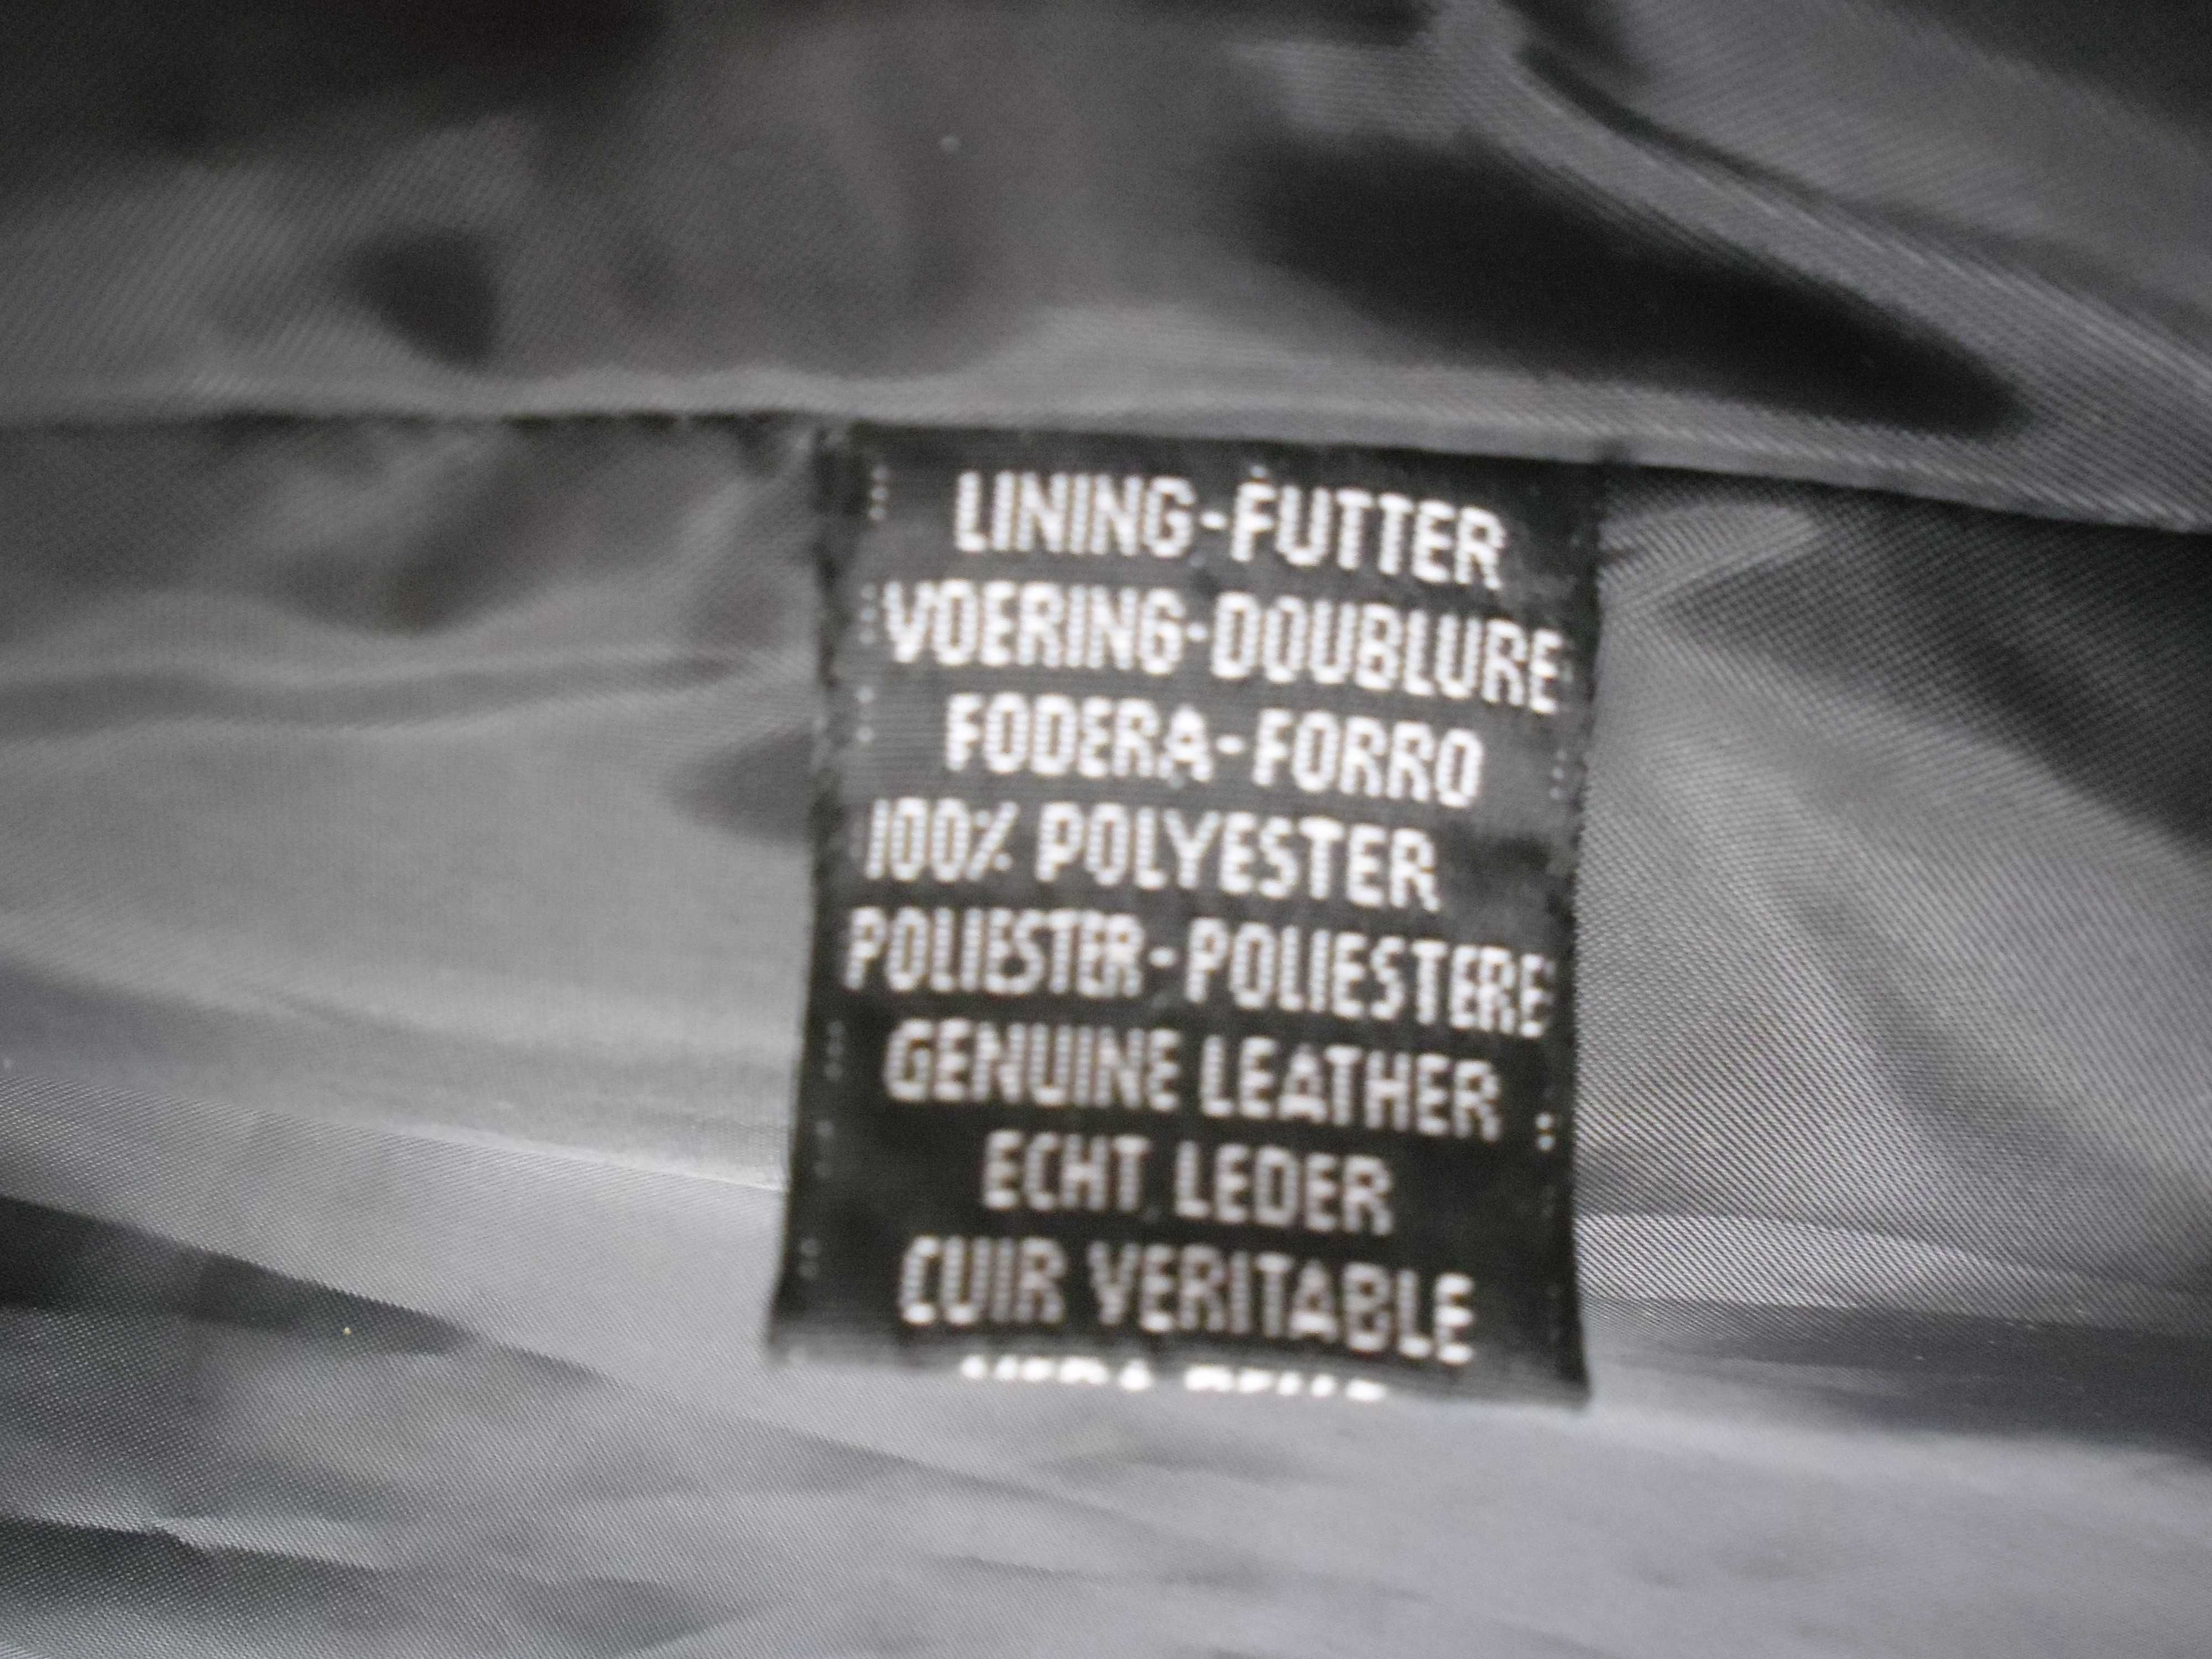 LINING-FUTTER
VOERING-DOUBLURE
FODERA-FORRO
100% POLYESTER
POLIESTER-POLIESTERE
GENUINE LEATHER
ECHT LEDER
CUIR VERITABLE